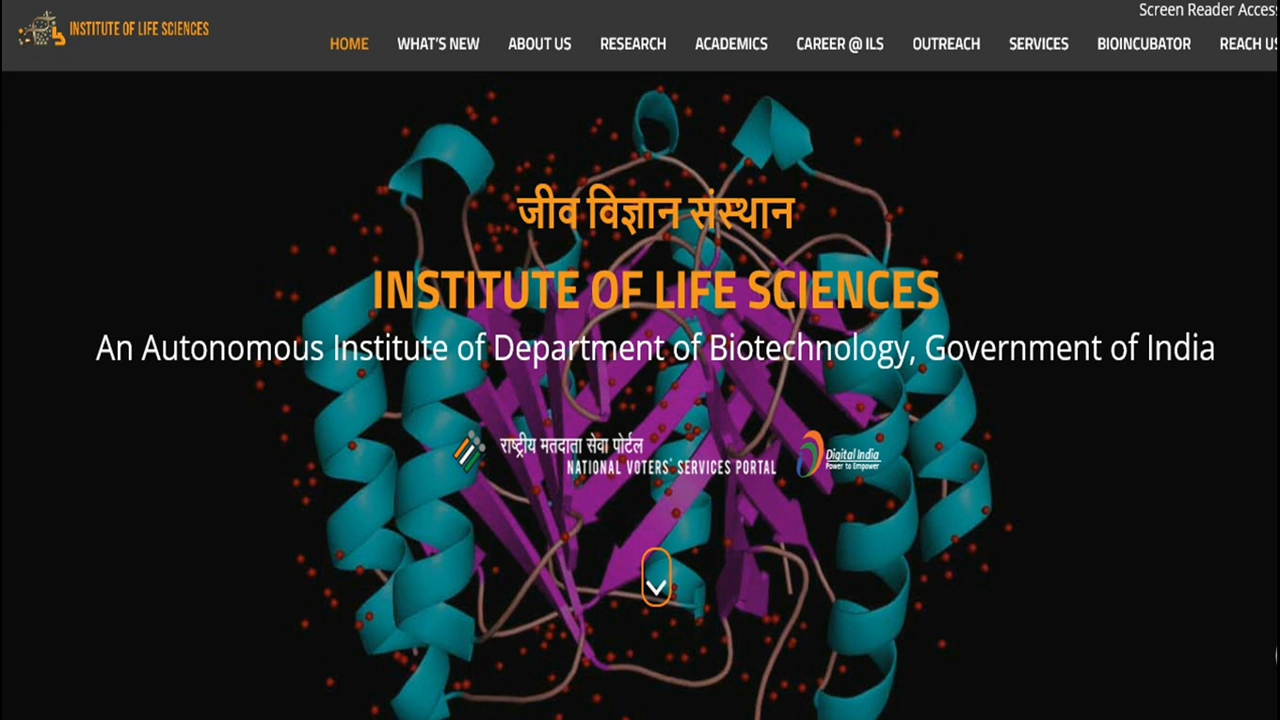 Screen Reader Access
INSTITUTE OF LIFE SCIENCES
HOME WHAT'S NEW ABOUT US RESEARCH ACADEMICS CAREER @ ILS OUTREACH SERVICES BIOINCUBATOR REACH US
जीव विज्ञान संस्थान
INSTITUTE OF LIFE SCIENCES
An Autonomous Institute of Department of Biotechnology, Government of India
राष्ट्रीय मतदाता सेवा पोर्टल
NATIONAL VOTERS' SERVICES PORTAL
Digital India
Power to Empower